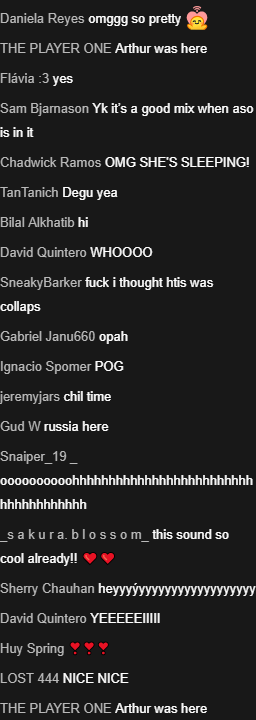 Daniela Reyes omggg so pretty
THE PLAYER ONE Arthur was here
Flávia :3 yes
Sam Bjarnason Yk it's a good mix when aso
is in it
Chadwick Ramos OMG SHE'S SLEEPING!
TanTanich Degu yea
Bilal Alkhatib hi
David Quintero WHOOOO
SneakyBarker fuck i thought htis was
collaps
Gabriel Janu660 opah
Ignacio Spomer POG
jeremyjars chil time
Gud W russia here
Snaiper_19 _
oooooooooohhhhhhhhhhhhhhhhhhhhhhhhh
hhhhhhhhhhhh
_s a k u r a. b l o s s o m_ this sound so
cool already!! ❤️❤️
Sherry Chauhan heyyyýyyyyyyyyyyyyyyyyyy
David Quintero YEEEEEIIIII
Huy Spring ❣️❣️❣️
LOST 444 NICE NICE
THE PLAYER ONE Arthur was here